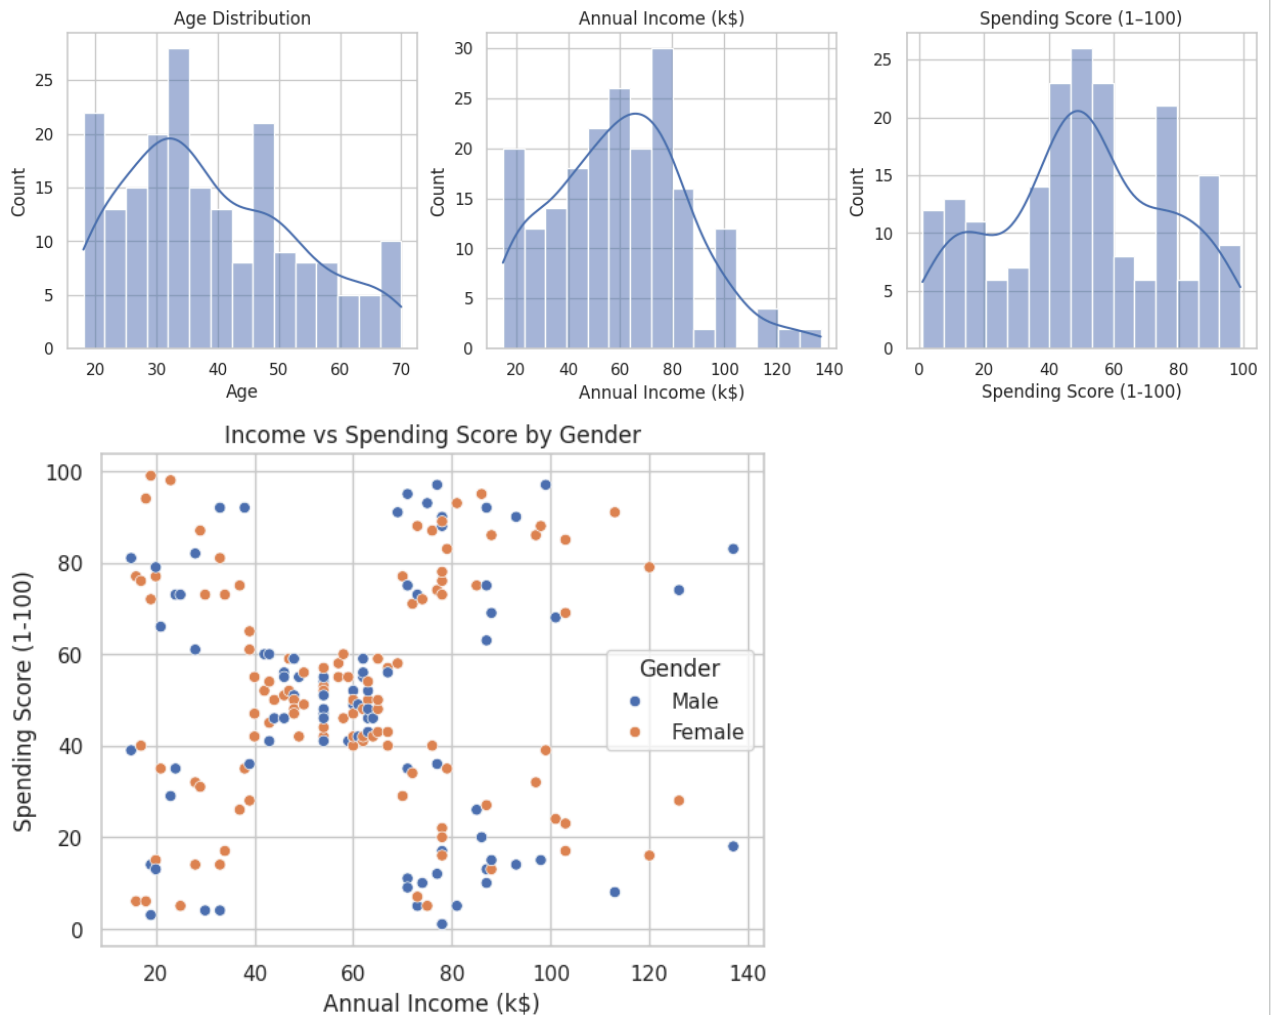 Age Distribution
Annual Income (k$)
Spending Score (1–100)
Count
25
20
15
10
5
0
20 30 40 50 60 70
Age
Count
30
25
20
15
10
5
0
20 40 60 80 100 120 140
Annual Income (k$)
Count
25
20
15
10
5
0
0 20 40 60 80 100
Spending Score (1-100)
Income vs Spending Score by Gender
Spending Score (1-100)
100
80
60
40
20
0
Gender
Male
Female
20 40 60 80 100 120 140
Annual Income (k$)